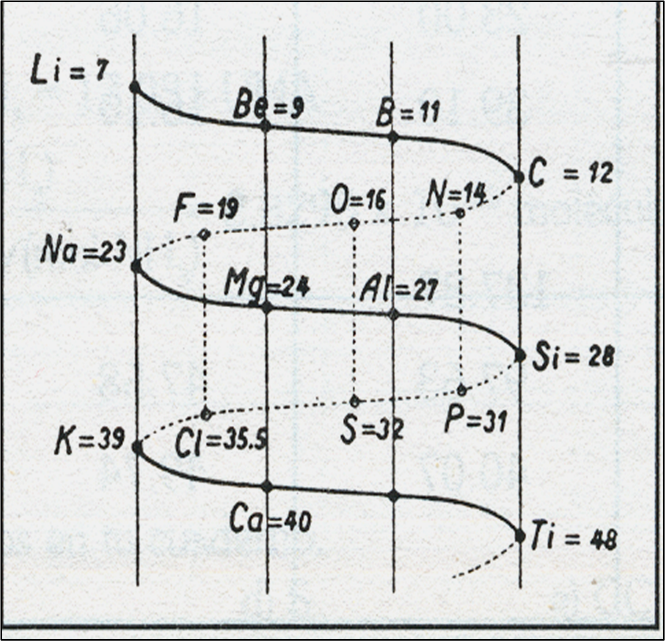 Li = 7
Be = 9
B = 11
C = 12
F = 19
O = 16
N = 14
Na = 23
Mg = 24
Al = 27
Si = 28
Cl = 35.5
S = 32
P = 31
K = 39
Ca = 40
Ti = 48